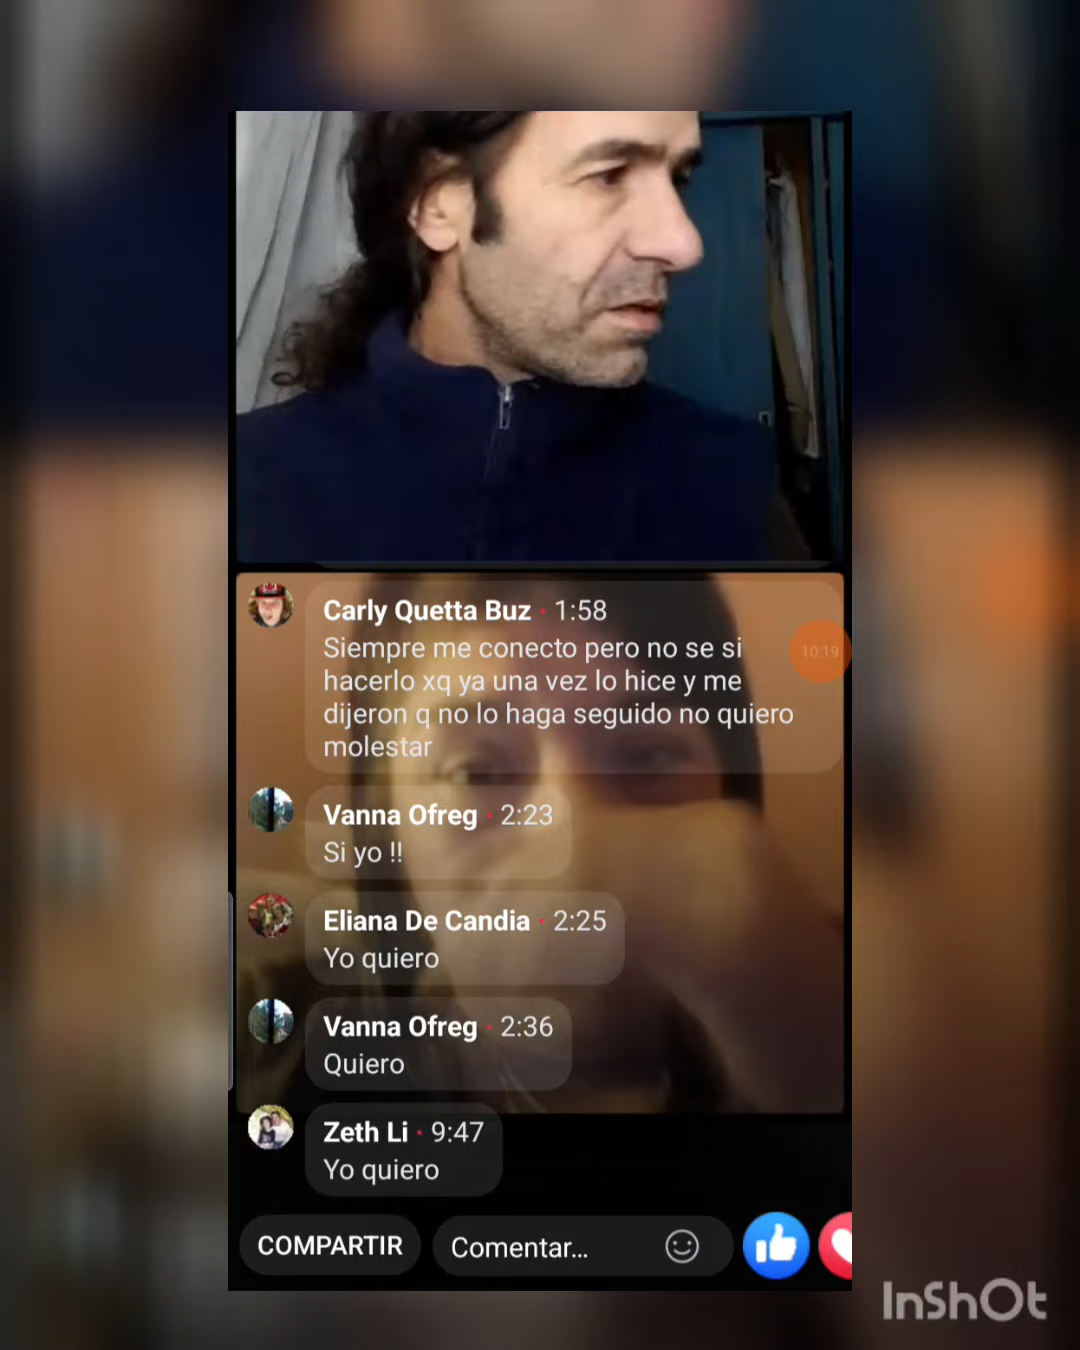 Carly Quetta Buz · 1:58
Siempre me conecto pero no se si
10:19
hacerlo xq ya una vez lo hice y me
dijeron q no lo haga seguido no quiero
molestar
Vanna Ofreg · 2:23
Si yo !!
Eliana De Candia · 2:25
Yo quiero
Vanna Ofreg · 2:36
Quiero
Zeth Li · 9:47
Yo quiero
COMPARTIR
Comentar...
InShOt